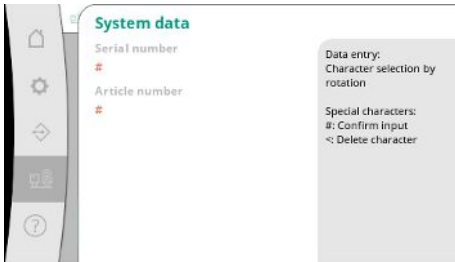 System data
Serial number
#
Article number
#
Data entry:
Character selection by
rotation
Special characters:
#: Confirm input
<: Delete character
?